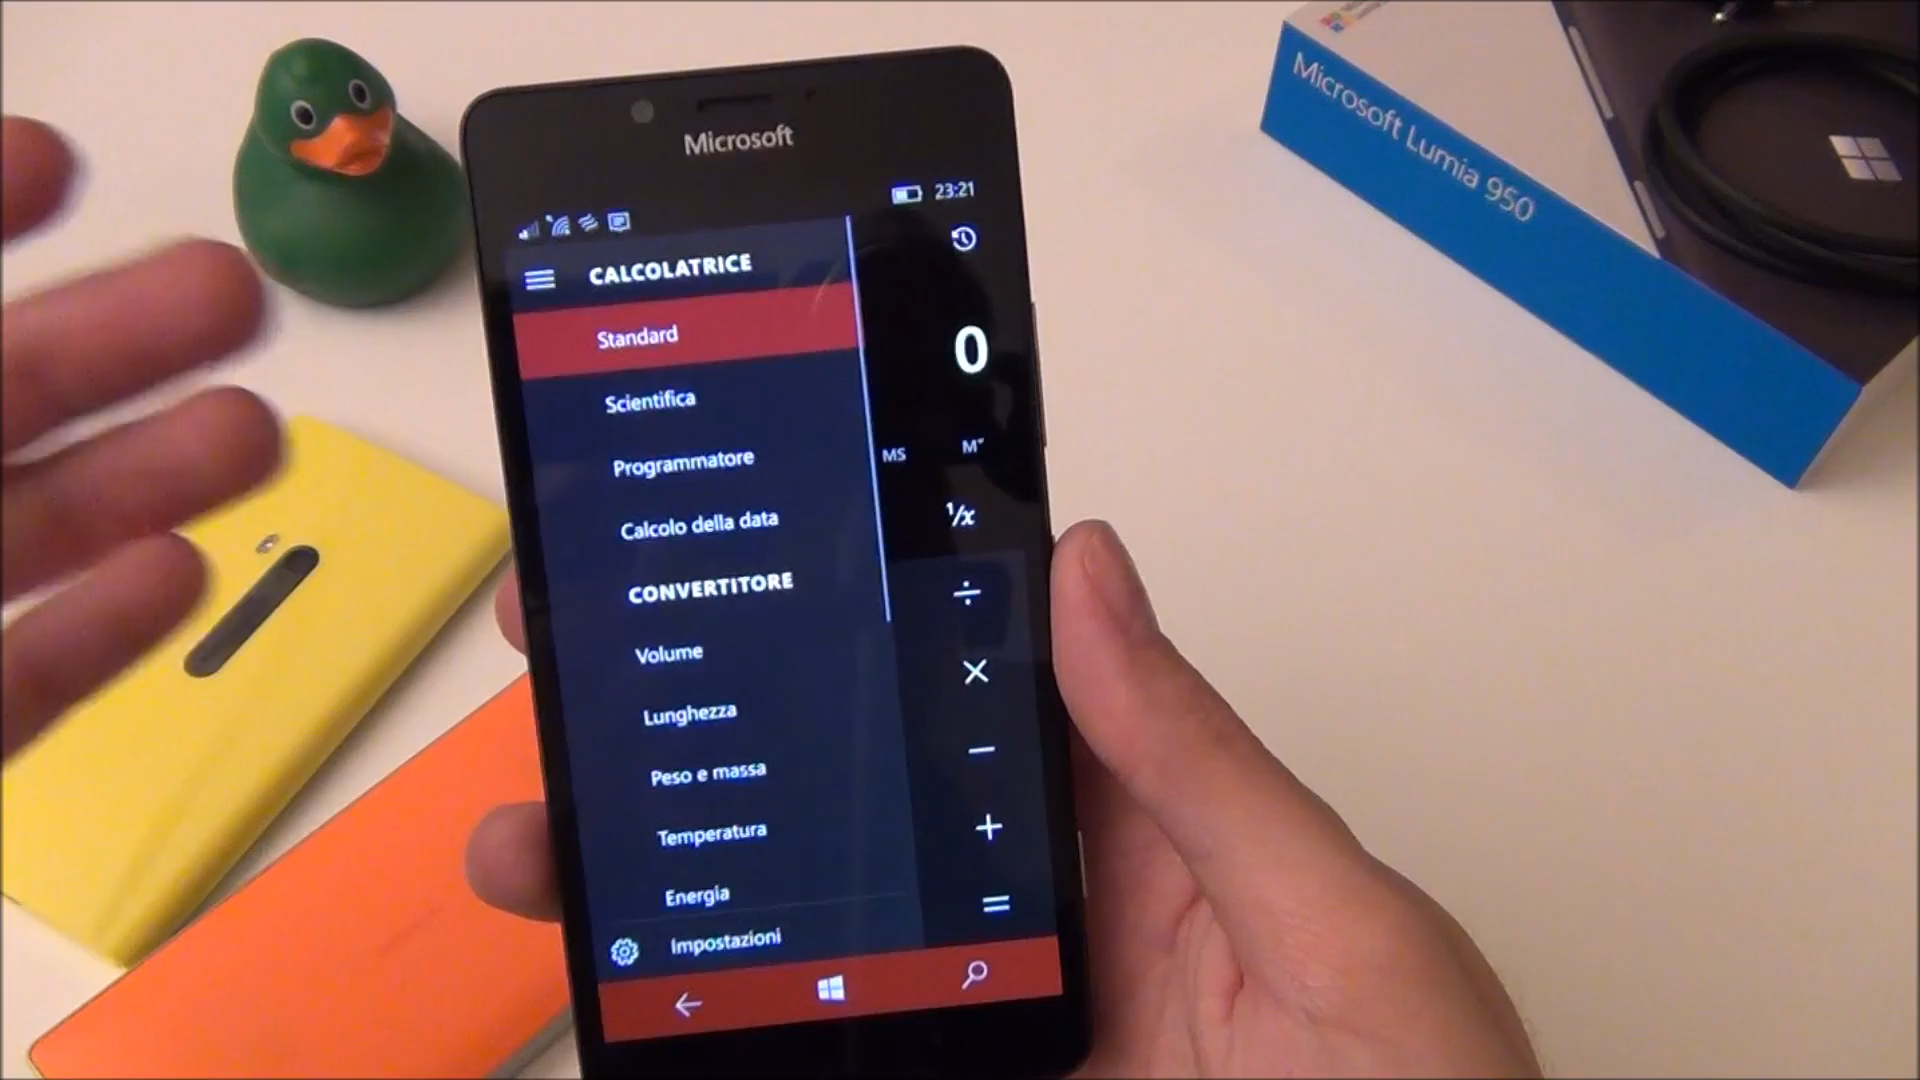 Microsoft
23:21
CALCOLATRICE
Standard
0
Scientifica
MS
M˅
Programmatore
¹/x
Calcolo della data
÷
CONVERTITORE
Volume
×
Lunghezza
−
Peso e massa
Temperatura
+
Energia
=
Impostazioni
Microsoft Lumia 950